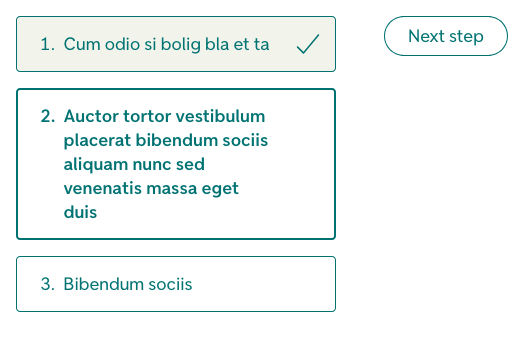 1. Cum odio si bolig bla et ta
Next step
2. Auctor tortor vestibulum
placerat bibendum sociis
aliquam nunc sed
venenatis massa eget
duis
3. Bibendum sociis